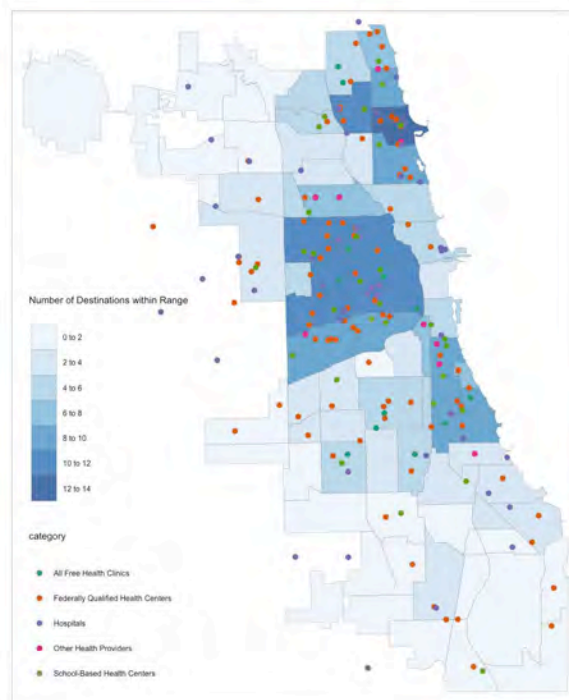 Number of Destinations within Range
0 to 2
2 to 4
4 to 6
6 to 8
8 to 10
10 to 12
12 to 14
category
All Free Health Clinics
Federally Qualified Health Centers
Hospitals
Other Health Providers
School-Based Health Centers